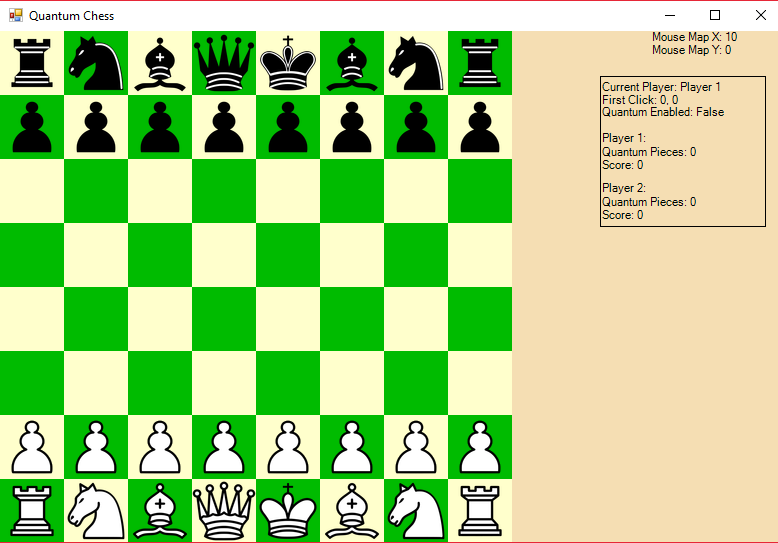 Quantum Chess
Mouse Map X: 10
Mouse Map Y: 0
Current Player: Player 1
First Click: 0, 0
Quantum Enabled: False
Player 1:
Quantum Pieces: 0
Score: 0
Player 2:
Quantum Pieces: 0
Score: 0